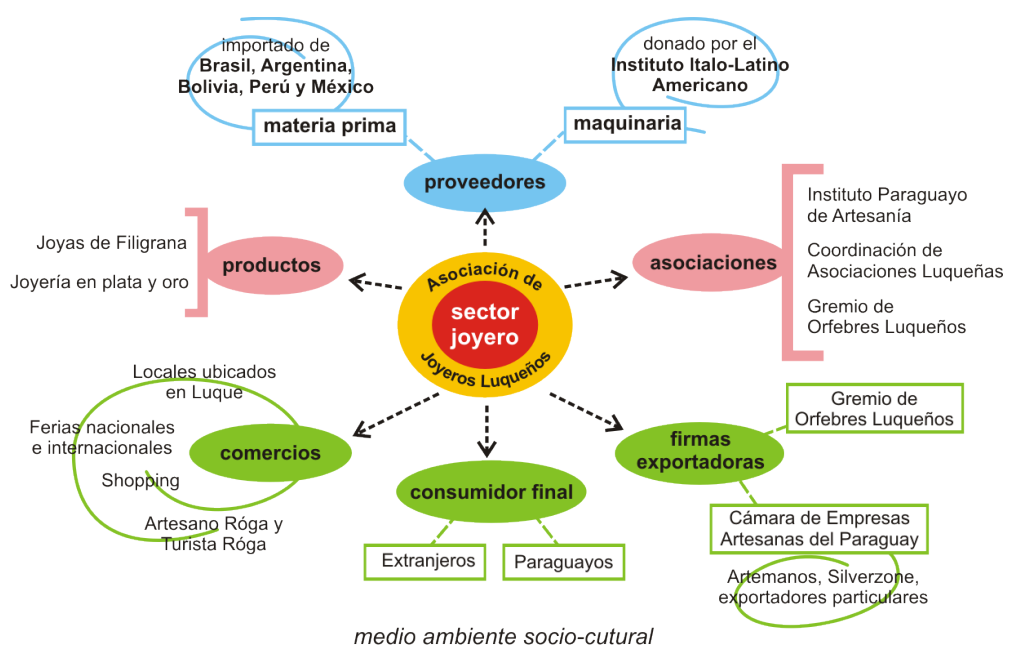 importado de
Brasil, Argentina,
Bolivia, Perú y México
materia prima
donado por el
Instituto Italo-Latino
Americano
maquinaria
proveedores
Joyas de Filigrana
Joyería en plata y oro
productos
asociaciones
Instituto Paraguayo
de Artesanía
Coordinación de
Asociaciones Luqueñas
Gremio de
Orfebres Luqueños
Asociación de
sector
joyero
Joyeros Luqueños
Locales ubicados
en Luque
Ferias nacionales
e internacionales
Shopping
Artesano Róga y
Turista Róga
comercios
consumidor final
Extranjeros
Paraguayos
firmas
exportadoras
Gremio de
Orfebres Luqueños
Cámara de Empresas
Artesanas del Paraguay
Artemanos, Silverzone,
exportadores particulares
medio ambiente socio-cutural